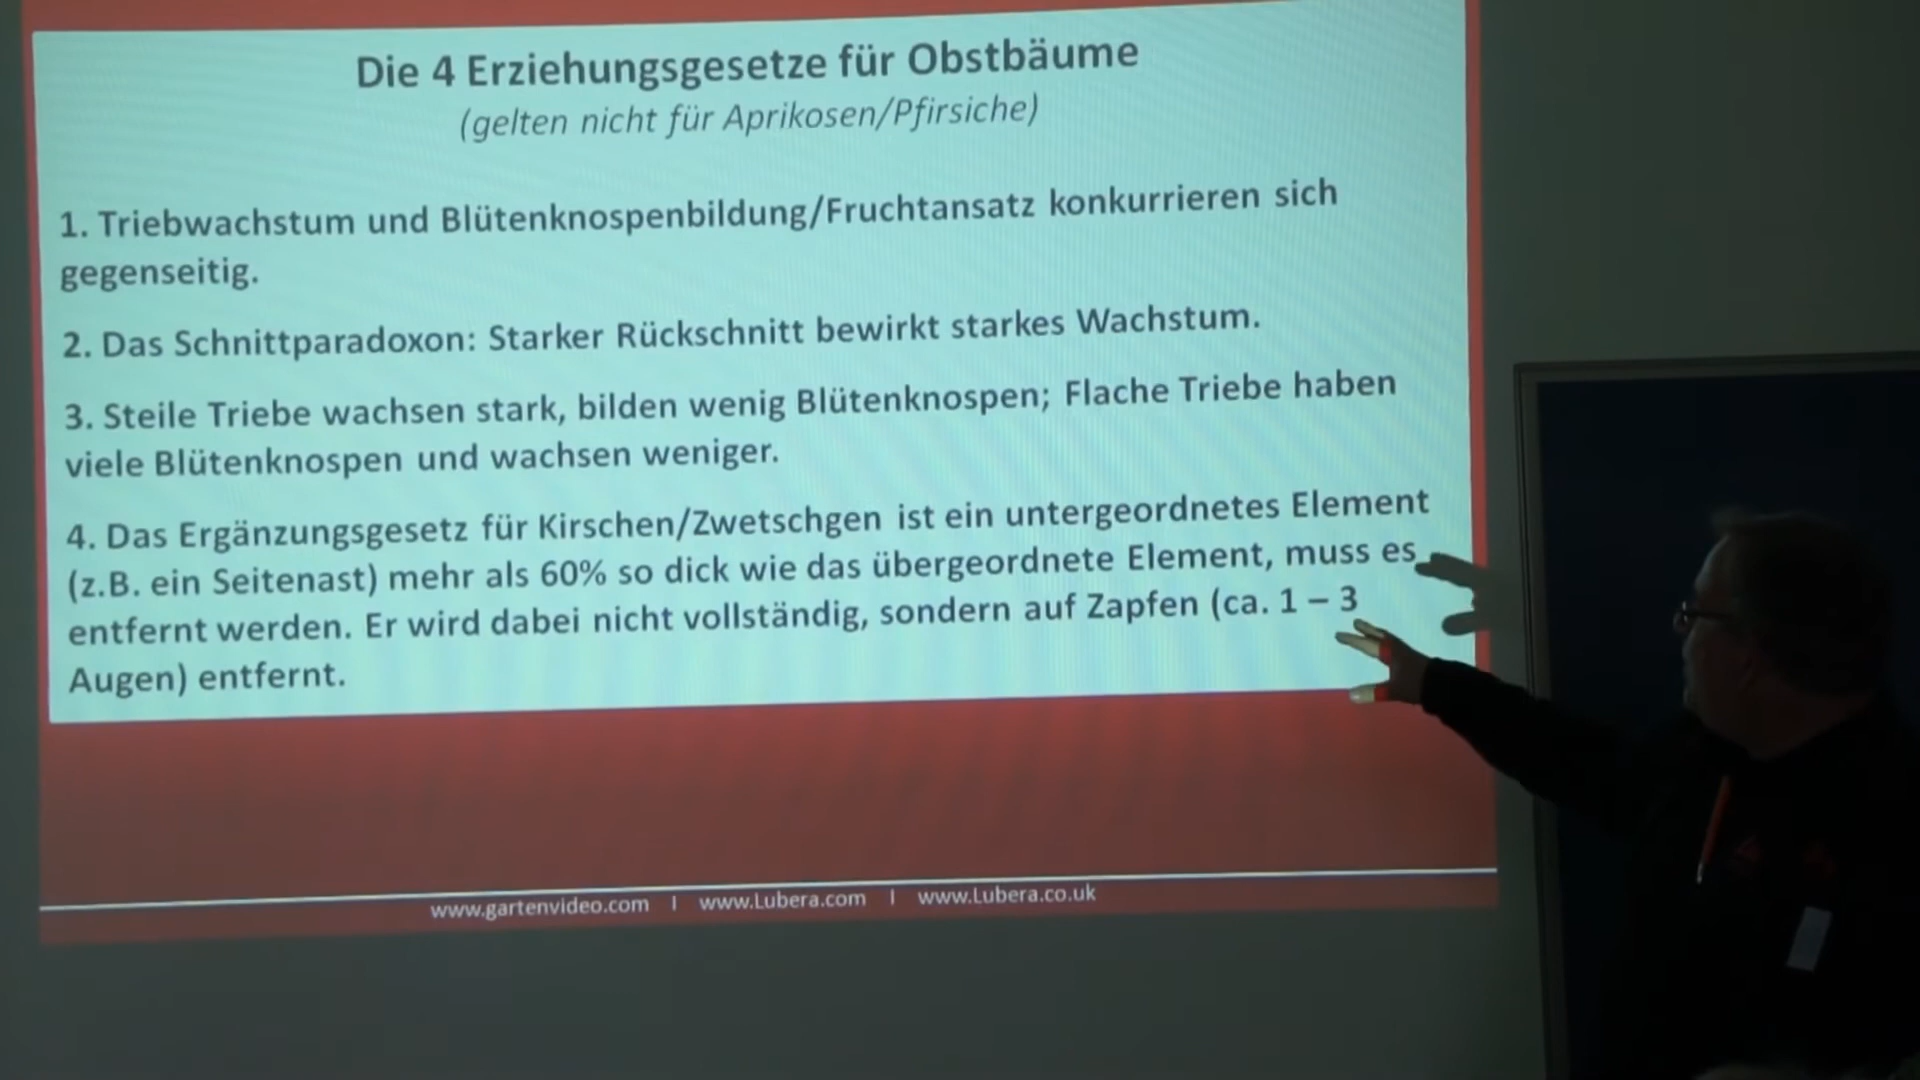 Die 4 Erziehungsgesetze für Obstbäume
(gelten nicht für Aprikosen/Pfirsiche)
1. Triebwachstum und Blütenknospenbildung/Fruchtansatz konkurrieren sich
gegenseitig.
2. Das Schnittparadoxon: Starker Rückschnitt bewirkt starkes Wachstum.
3. Steile Triebe wachsen stark, bilden wenig Blütenknospen; Flache Triebe haben
viele Blütenknospen und wachsen weniger.
4. Das Ergänzungsgesetz für Kirschen/Zwetschgen ist ein untergeordnetes Element
(z.B. ein Seitenast) mehr als 60% so dick wie das übergeordnete Element, muss es
entfernt werden. Er wird dabei nicht vollständig, sondern auf Zapfen (ca. 1 – 3
Augen) entfernt.
www.gartenvideo.com | www.Lubera.com | www.Lubera.co.uk